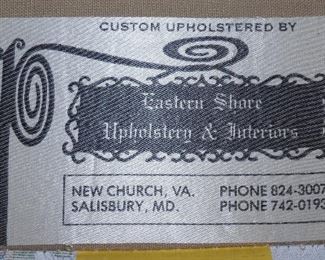 CUSTOM UPHOLSTERED BY
Eastern Shore
Upholstery & Interiors
NEW CHURCH, VA. PHONE 824-3007
SALISBURY, MD. PHONE 742-0193